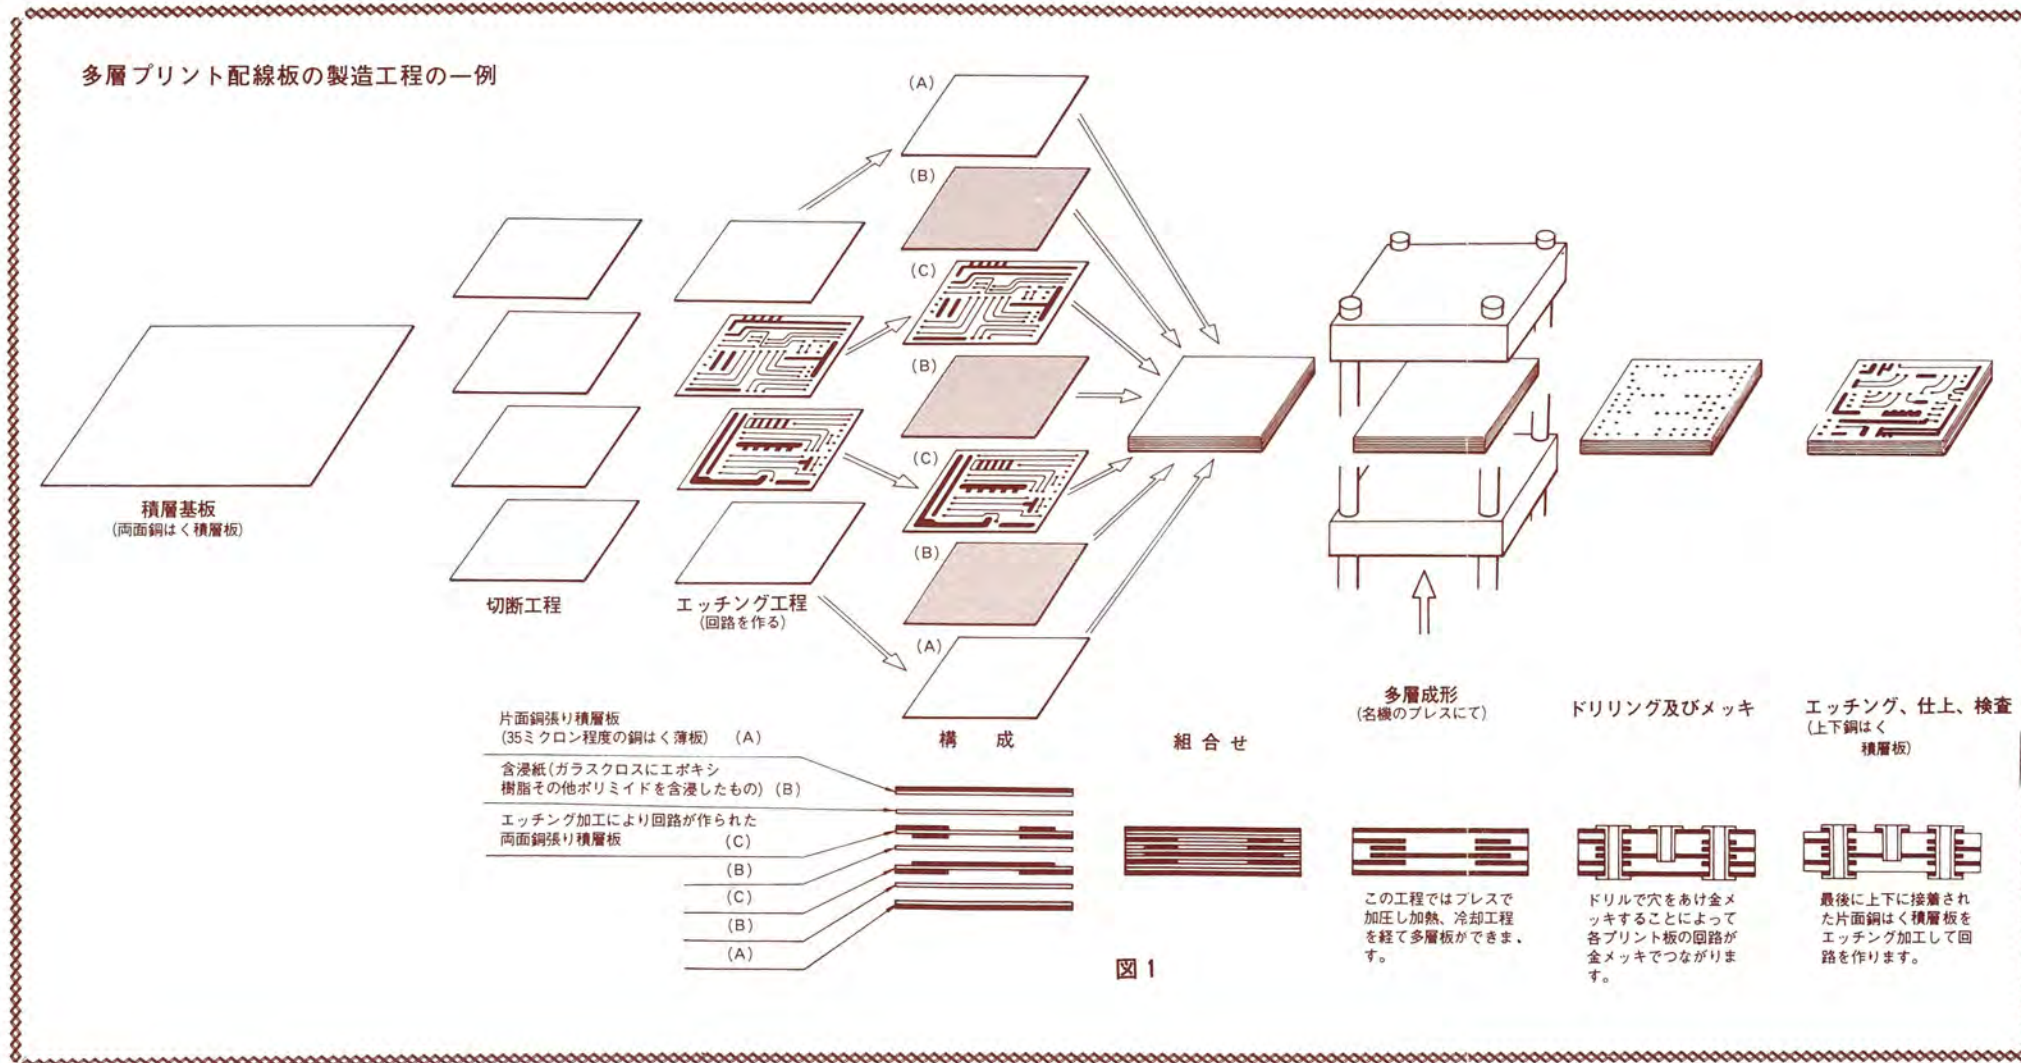 多層プリント配線板の製造工程の一例
(A)
(B)
(C)
(B)
(C)
(B)
(A)
積層基板
(両面銅はく積層板)
切断工程
エッチング工程
(回路を作る)
構 成
組合せ
多層成形
(名機のプレスにて)
ドリリング及びメッキ
エッチング、仕上、検査
(上下銅はく
積層板)
片面銅張り積層板
(35ミクロン程度の銅はく薄板) (A)
含浸紙(ガラスクロスにエポキシ
樹脂その他ポリミイドを含浸したもの) (B)
エッチング加工により回路が作られた
両面銅張り積層板 (C)
(B)
(C)
(B)
(A)
この工程ではプレスで
加圧し加熱、冷却工程
を経て多層板ができま、
す。
ドリルで穴をあけ金メ
ッキすることによって
各プリント板の回路が
金メッキでつながりま
す。
最後に上下に接着され
た片面銅はく積層板を
エッチング加工して回
路を作ります。
図1